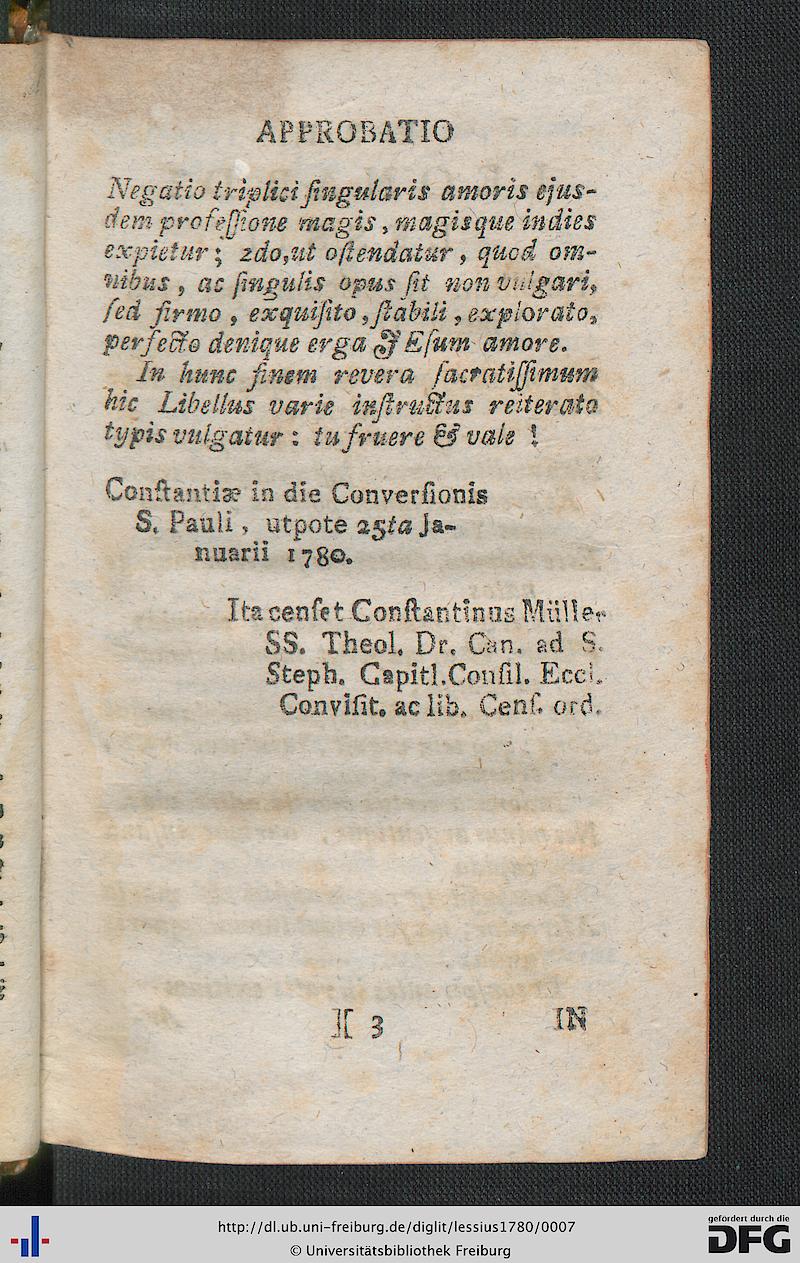 APPROBATIO
Negatio triplici ſingularis amoris ejus-
dem profeſſione magis, magisque indies
expietur; 2do, ut oſtendatur, quod om-
nibus, ac ſingulis opus ſit non vulgari,
ſed firmo, exquiſito, ſtabili, explorato,
perfecto denique erga JEſum amore.
In hunc finem revera ſacratiſſimum
hic Libellus varie inſtructus reiterato
typis vulgatur: tu fruere & vale!
Conſtantiæ in die Converſionis
S. Pauli, utpote 25ta Ja-
nuarii 1780.
Ita cenſet Conſtantinus Müller
SS. Theol. Dr. Can. ad S.
Steph. Capitl. Conſil. Eccl.
Conviſit. ac lib. Cenſ. ord.
][ 3 IN
http://dl.ub.uni-freiburg.de/diglit/lessius1780/0007
© Universitätsbibliothek Freiburg
gefördert durch die
DFG